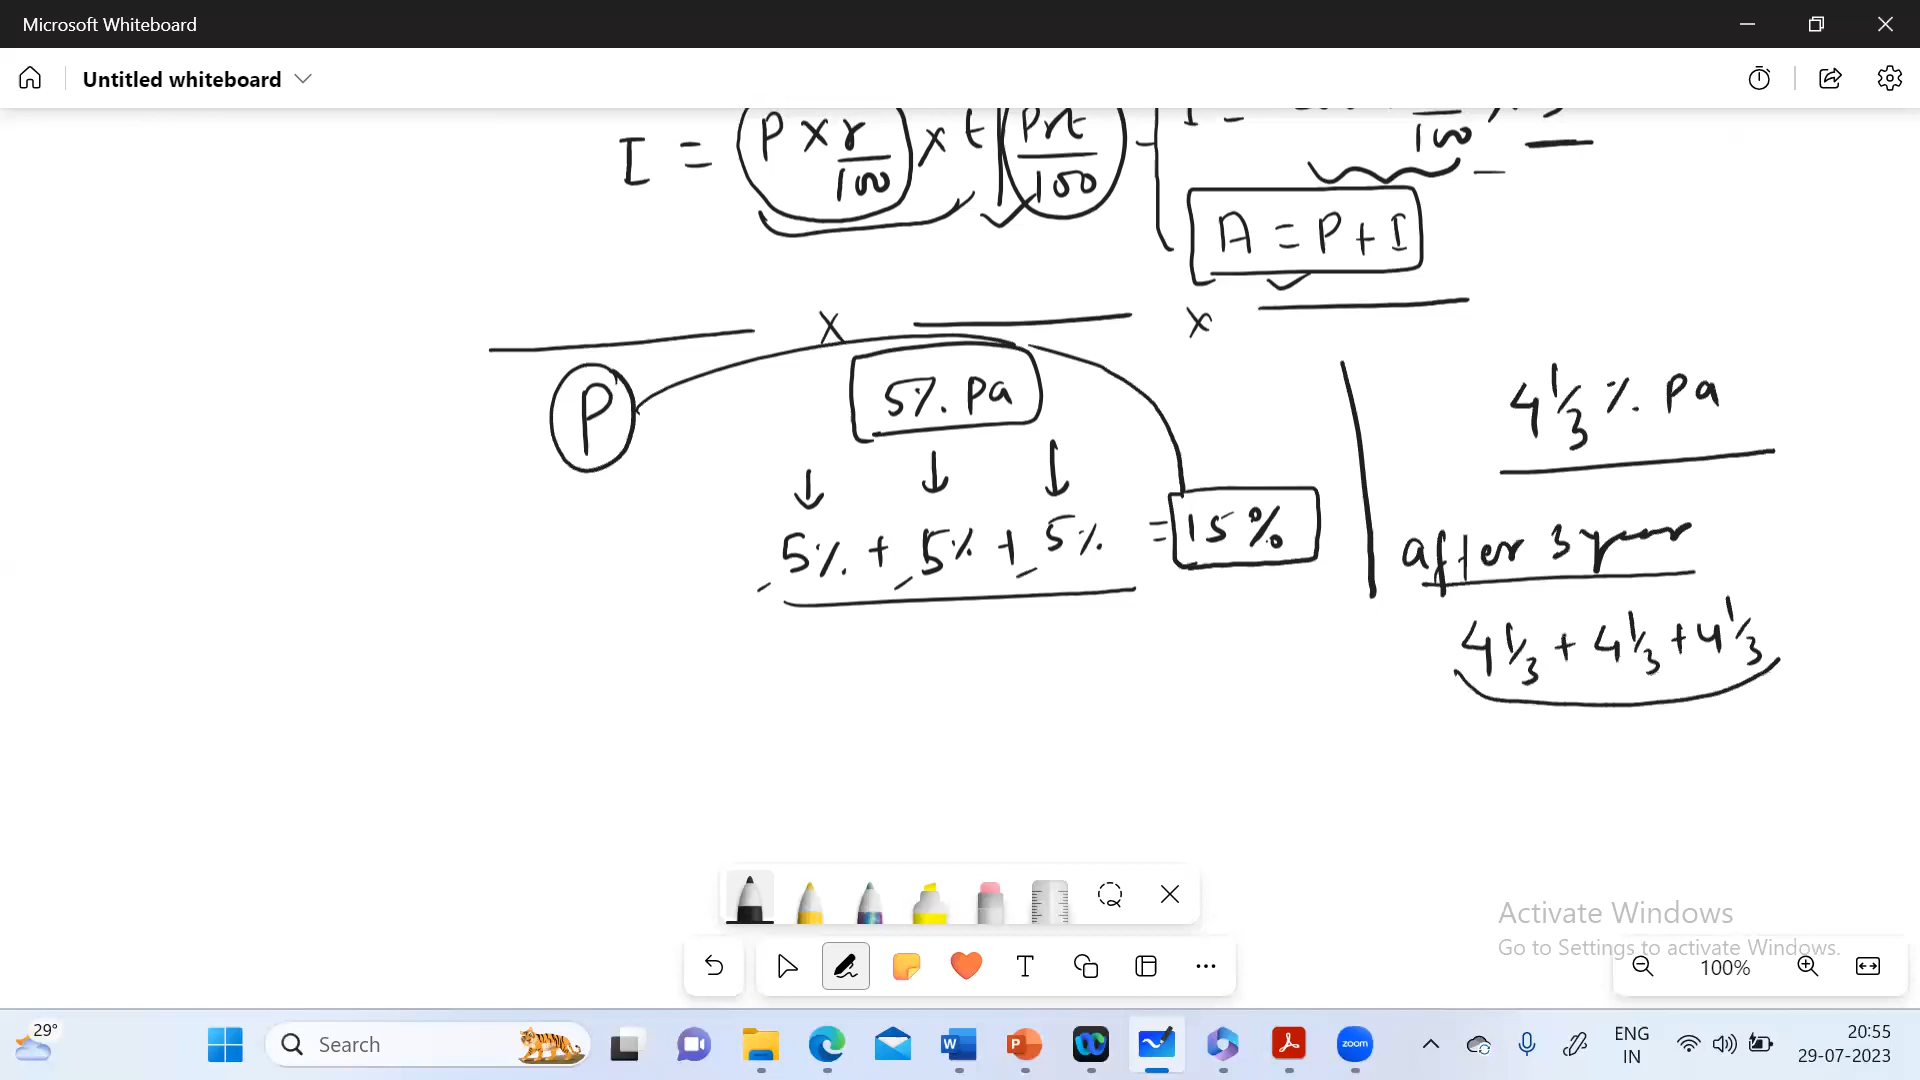 Microsoft Whiteboard
Untitled whiteboard
I = P × r/100 × t | Prt/100
100
A = P + I
x x
P
5% Pa
5% + 5% + 5% = 15%
4 1/3 % Pa
after 3 year
4 1/3 + 4 1/3 + 4 1/3
Activate Windows
Go to Settings to activate Windows.
100%
29°
Search
zoom
ENG
IN
20:55
29-07-2023